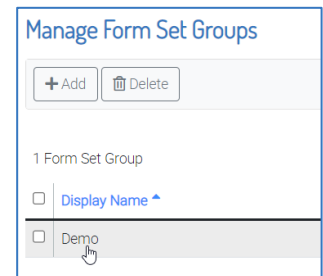 Manage Form Set Groups
Add Delete
1 Form Set Group
Display Name
Demo